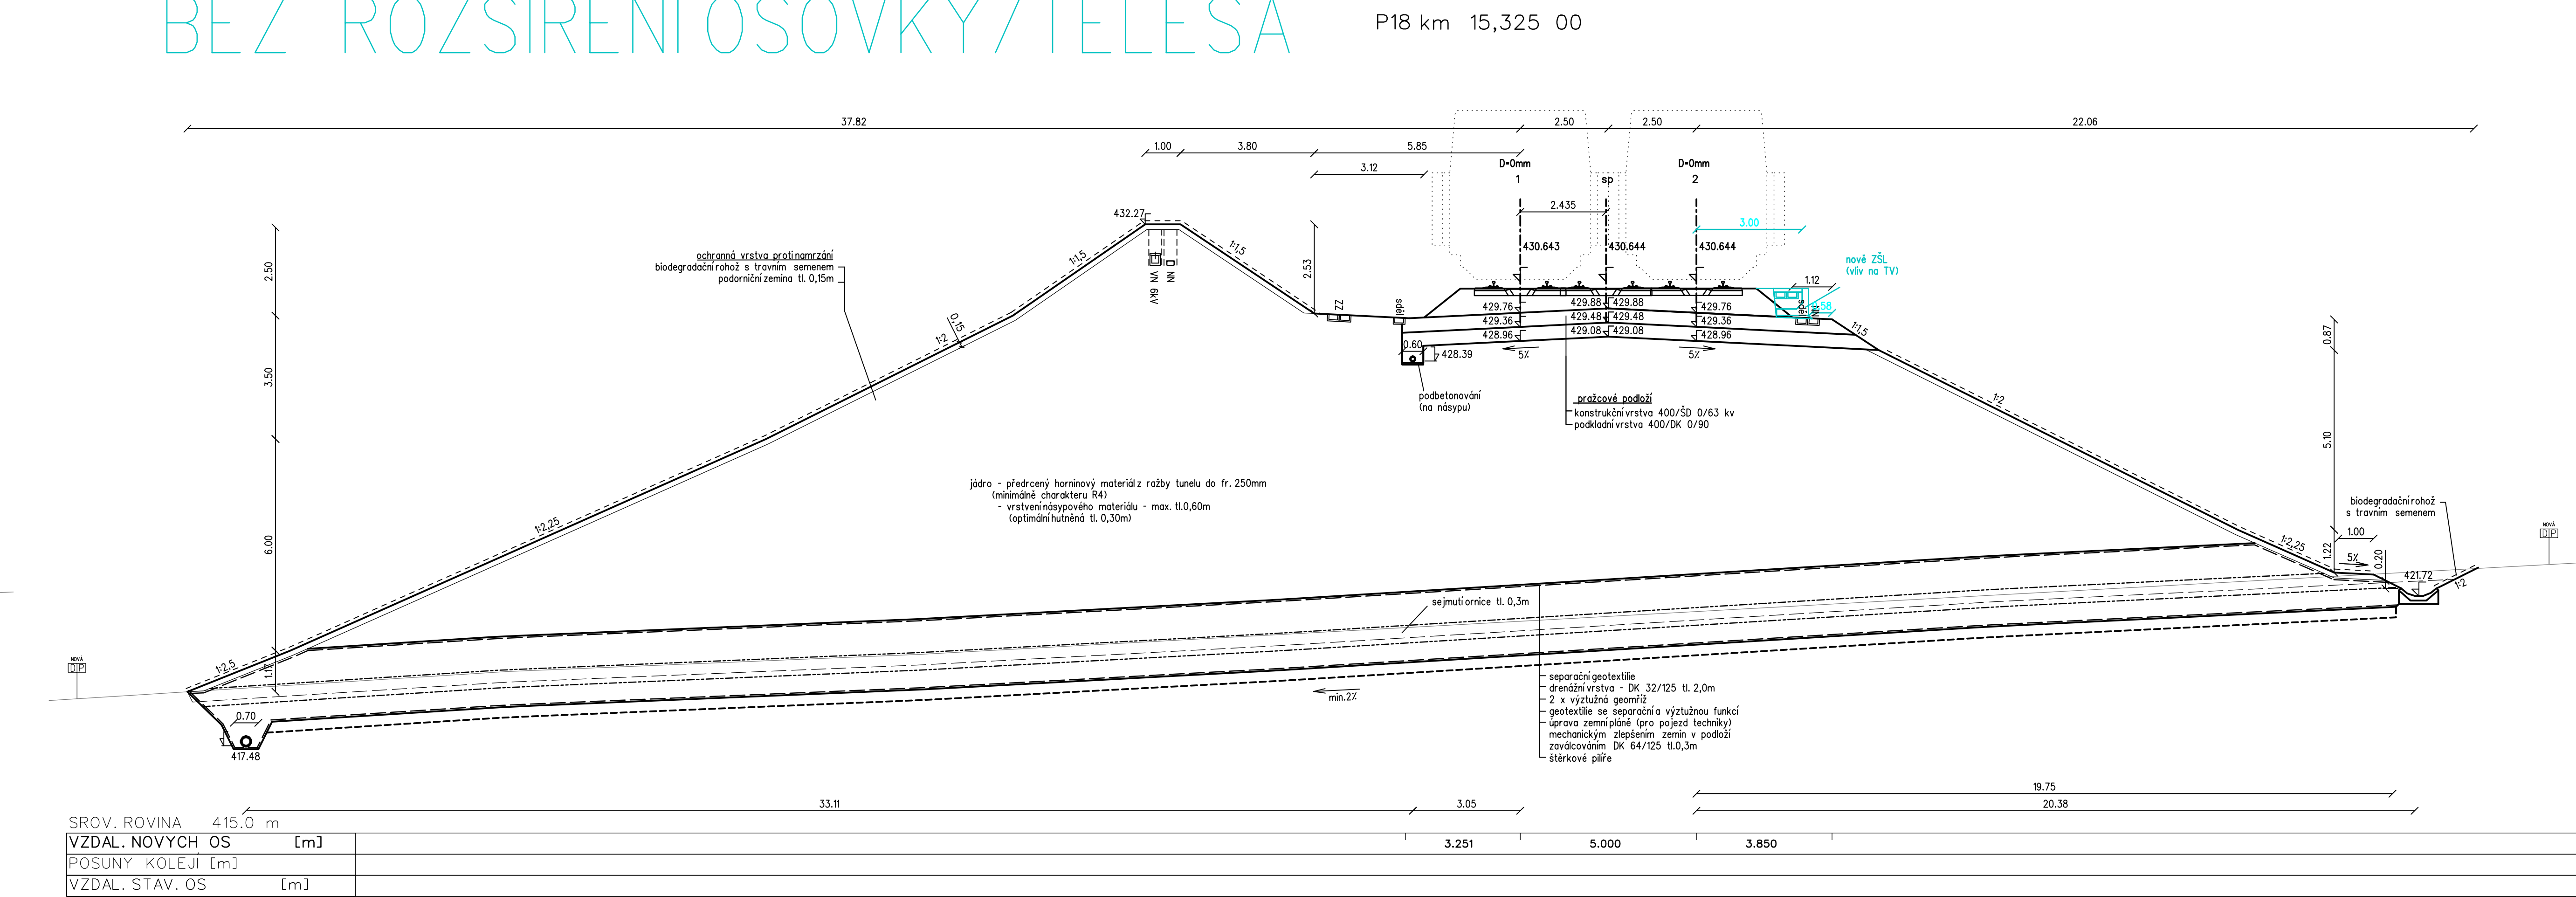 BEZ ROZŠÍŘENÍ OSOVKY/TĚLESA
P18 km 15,325 00
37.82
2.50
2.50
22.06
1.00
3.80
5.85
3.12
D=0mm
D=0mm
1
sp
2
2.435
3.00
432.27
1:1,5
1:1,5
2.53
430.643
430.644
430.644
nově ZŠL
(vliv na TV)
1.12
ochranná vrstva proti namrzání
biodegradační rohož s travním semenem
podorniční zemina tl. 0,15m
2.50
VN 6kV
NN
ZZ
sděl
sděl
NN
0.58
429.76
429.88
429.88
429.76
429.36
429.48
429.48
429.36
428.96
429.08
429.08
428.96
0,15
1:2
1:1,5
0.87
0.60
428.39
5%
5%
3.50
podbetonování
(na násypu)
pražcové podloží
konstrukční vrstva 400/ŠD 0/63 kv
podkladní vrstva 400/DK 0/90
1:2
5.10
jádro - předrcený horninový materiál z ražby tunelu do fr. 250mm
(minimálně charakteru R4)
- vrstvení násypového materiálu - max. tl.0,60m
(optimální hutněná tl. 0,30m)
biodegradační rohož
s travním semenem
1:2,25
6.00
1:2,25
1.22
1.00
5%
0.20
421.72
1:2
NOVÁ
D P
sejmutí ornice tl. 0,3m
NOVÁ
D P
1:2,5
1.17
0.70
417.48
min.2%
separační geotextilie
drenážní vrstva - DK 32/125 tl. 2,0m
2 x výztužná geomříž
geotextilie se separační a výztužnou funkcí
úprava zemní pláně (pro pojezd techniky)
mechanickým zlepšením zemin v podloží
zaválcováním DK 64/125 tl.0,3m
štěrkové pilíře
33.11
3.05
19.75
20.38
SROV. ROVINA 415.0 m
VZDAL. NOVÝCH OS [m]
3.251
5.000
3.850
POSUNY KOLEJÍ [m]
VZDAL. STAV. OS [m]